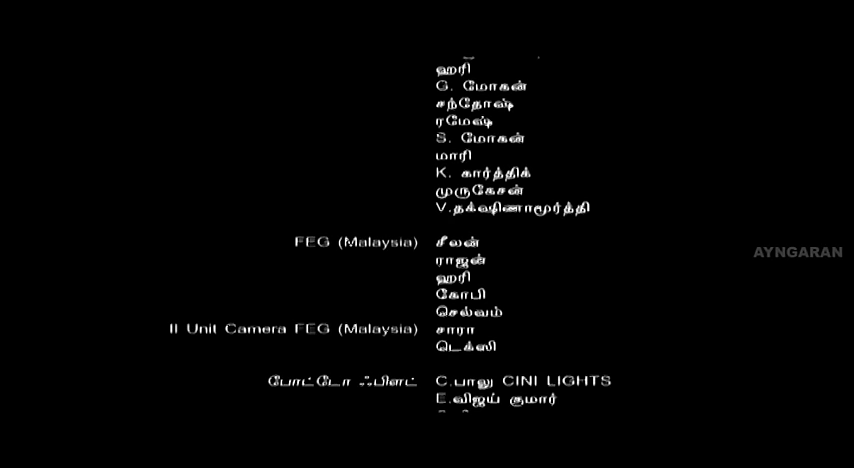 ஹரி
G. மோகன்
சந்தோஷ்
ரமேஷ்
S. மோகன்
மாரி
K. கார்த்திக்
முருகேசன்
V.தக்ஷிணாமூர்த்தி
FEG (Malaysia) சீலன்
ராஜன்
ஹரி
கோபி
செல்வம்
II Unit Camera FEG (Malaysia) சாரா
டெக்ஸி
போட்டோ ஃபிளட் C.பாலு CINI LIGHTS
E.விஜய் குமார்
AYNGARAN